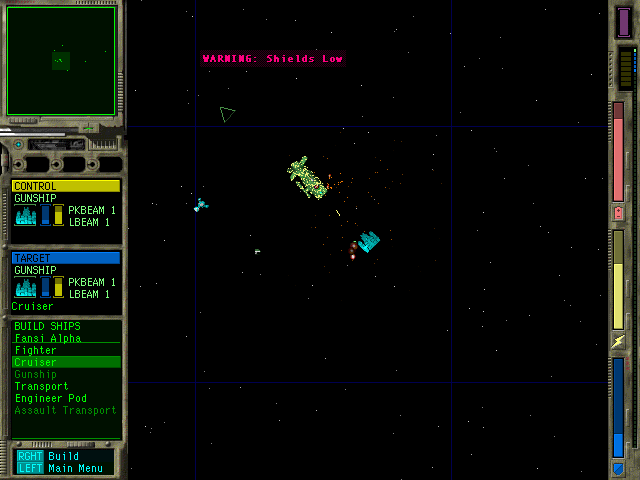 WARNING: Shields Low
CONTROL
GUNSHIP
PKBEAM 1
LBEAM 1
TARGET
GUNSHIP
PKBEAM 1
LBEAM 1
Cruiser
BUILD SHIPS
Fansi Alpha
Fighter
Cruiser
Gunship
Transport
Engineer Pod
Assault Transport
RGHT Build
LEFT Main Menu